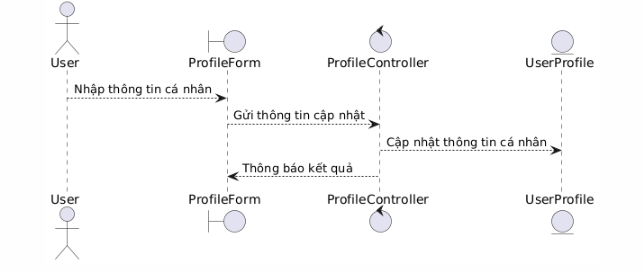 User
ProfileForm
ProfileController
UserProfile
Nhập thông tin cá nhân
Gửi thông tin cập nhật
Cập nhật thông tin cá nhân
Thông báo kết quả
User
ProfileForm
ProfileController
UserProfile